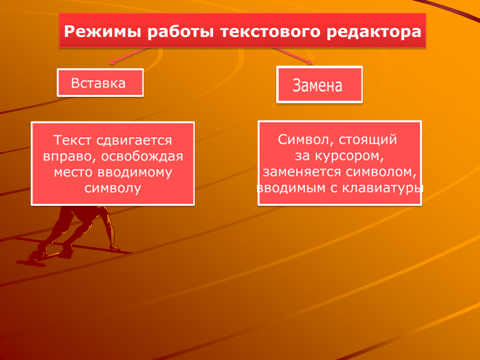 Режимы работы текстового редактора
Вставка
Замена
Текст сдвигается
вправо, освобождая
место вводимому
символу
Символ, стоящий
за курсором,
заменяется символом,
вводимым с клавиатуры